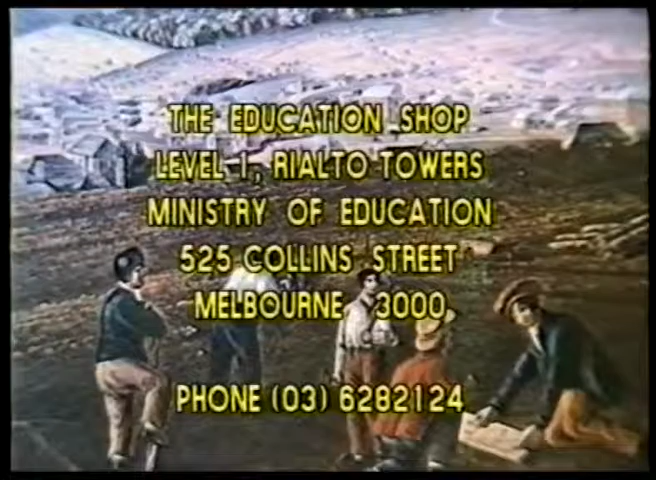 THE EDUCATION SHOP
LEVEL 1, RIALTO TOWERS
MINISTRY OF EDUCATION
525 COLLINS STREET
MELBOURNE 3000
PHONE (03) 6282124